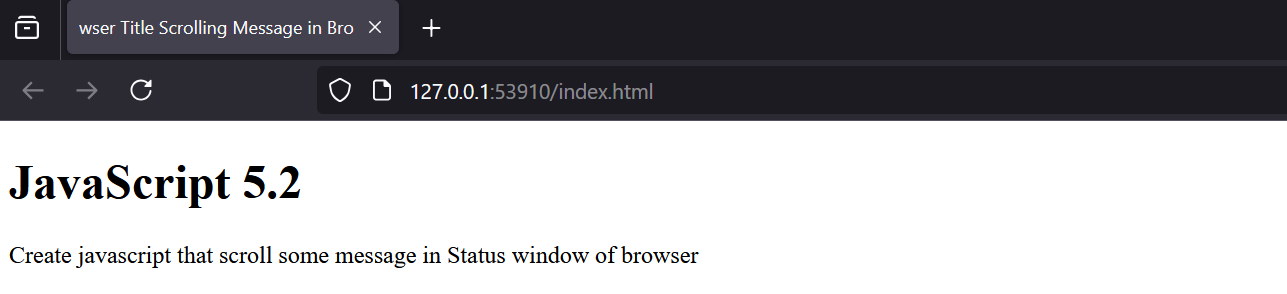 wser Title Scrolling Message in Bro
127.0.0.1:53910/index.html
JavaScript 5.2
Create javascript that scroll some message in Status window of browser